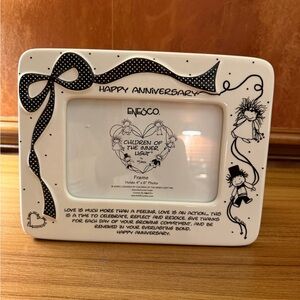 HAPPY ANNIVERSARY
ENESCO.
CHILDREN OF
THE INNER
LIGHT
Frame
LOVE IS MUCH MORE THAN A FEELING, LOVE IS AN ACTION... THIS
IS A TIME TO CELEBRATE, REFLECT AND REJOICE. GIVE THANKS
FOR EACH DAY OF YOUR GROWING COMMITMENT, AND BE
RENEWED IN YOUR EVERLASTING BOND.
HAPPY ANNIVERSARY.